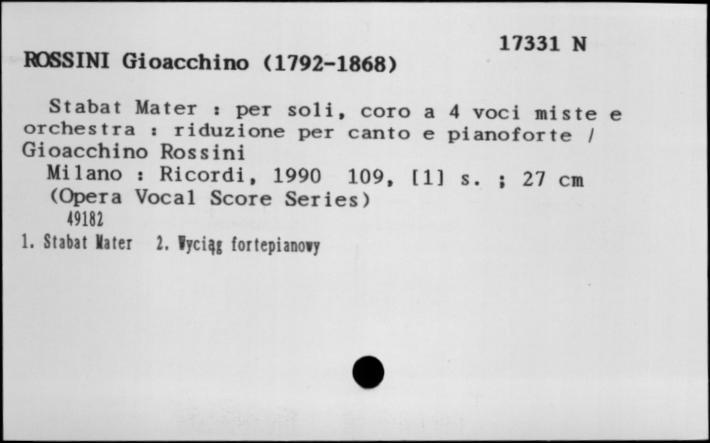 17331 N
ROSSINI Gioacchino (1792-1868)
Stabat Mater : per soli, coro a 4 voci miste e
orchestra : riduzione per canto e pianoforte /
Gioacchino Rossini
Milano : Ricordi, 1990 109, [1] s. ; 27 cm
(Opera Vocal Score Series)
49182
1. Stabat Mater 2. Wyciąg fortepianowy